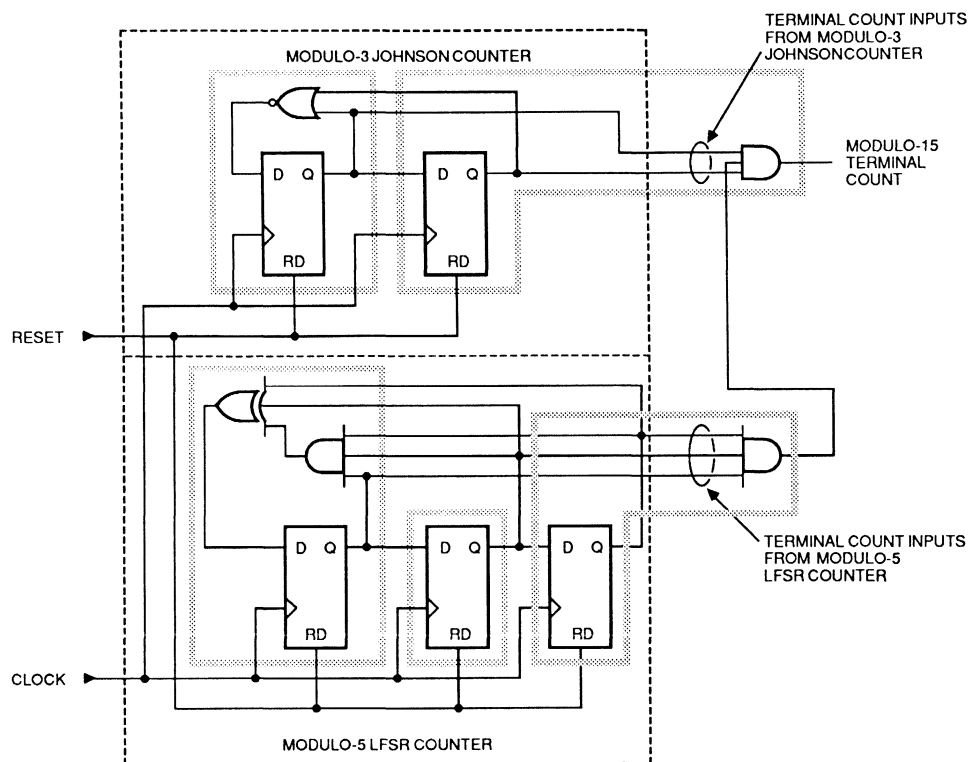 TERMINAL COUNT INPUTS
FROM MODULO-3
JOHNSONCOUNTER
MODULO-3 JOHNSON COUNTER
MODULO-15
TERMINAL
COUNT
D Q
RD
D Q
RD
RESET
D Q
RD
D Q
RD
D Q
RD
TERMINAL COUNT INPUTS
FROM MODULO-5
LFSR COUNTER
CLOCK
MODULO-5 LFSR COUNTER